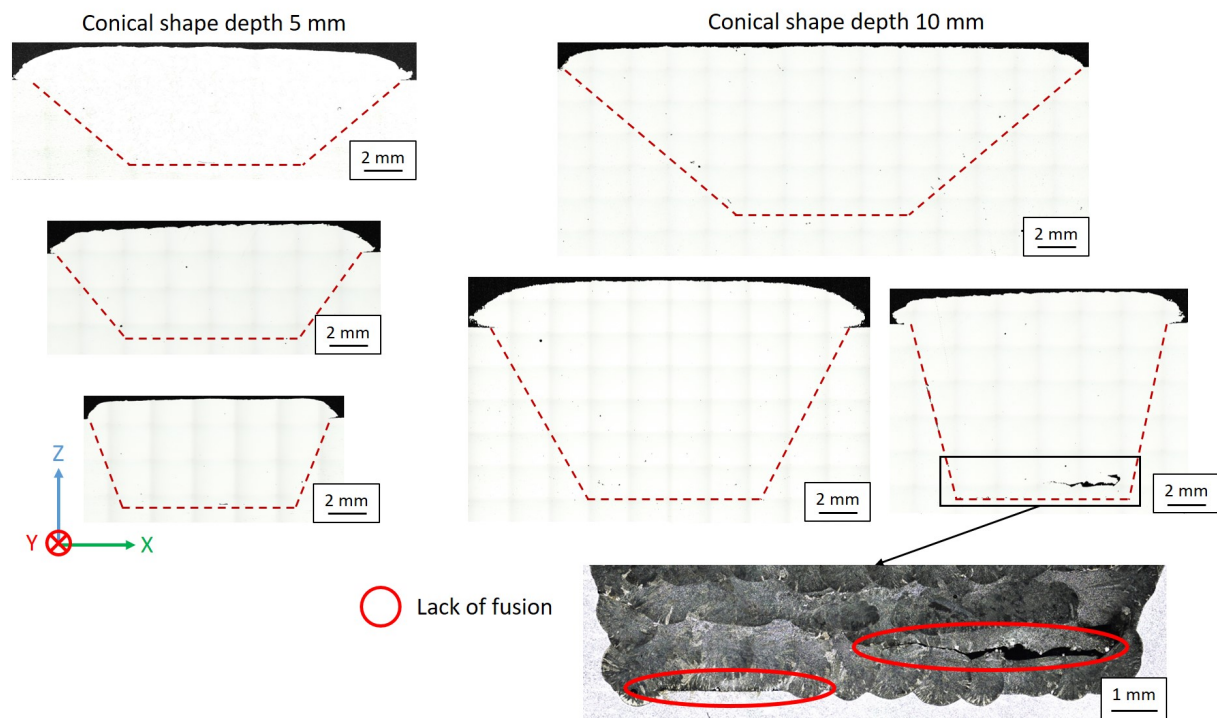 Conical shape depth 5 mm
Conical shape depth 10 mm
2 mm
2 mm
2 mm
2 mm
2 mm
2 mm
Z
Y
X
Lack of fusion
1 mm